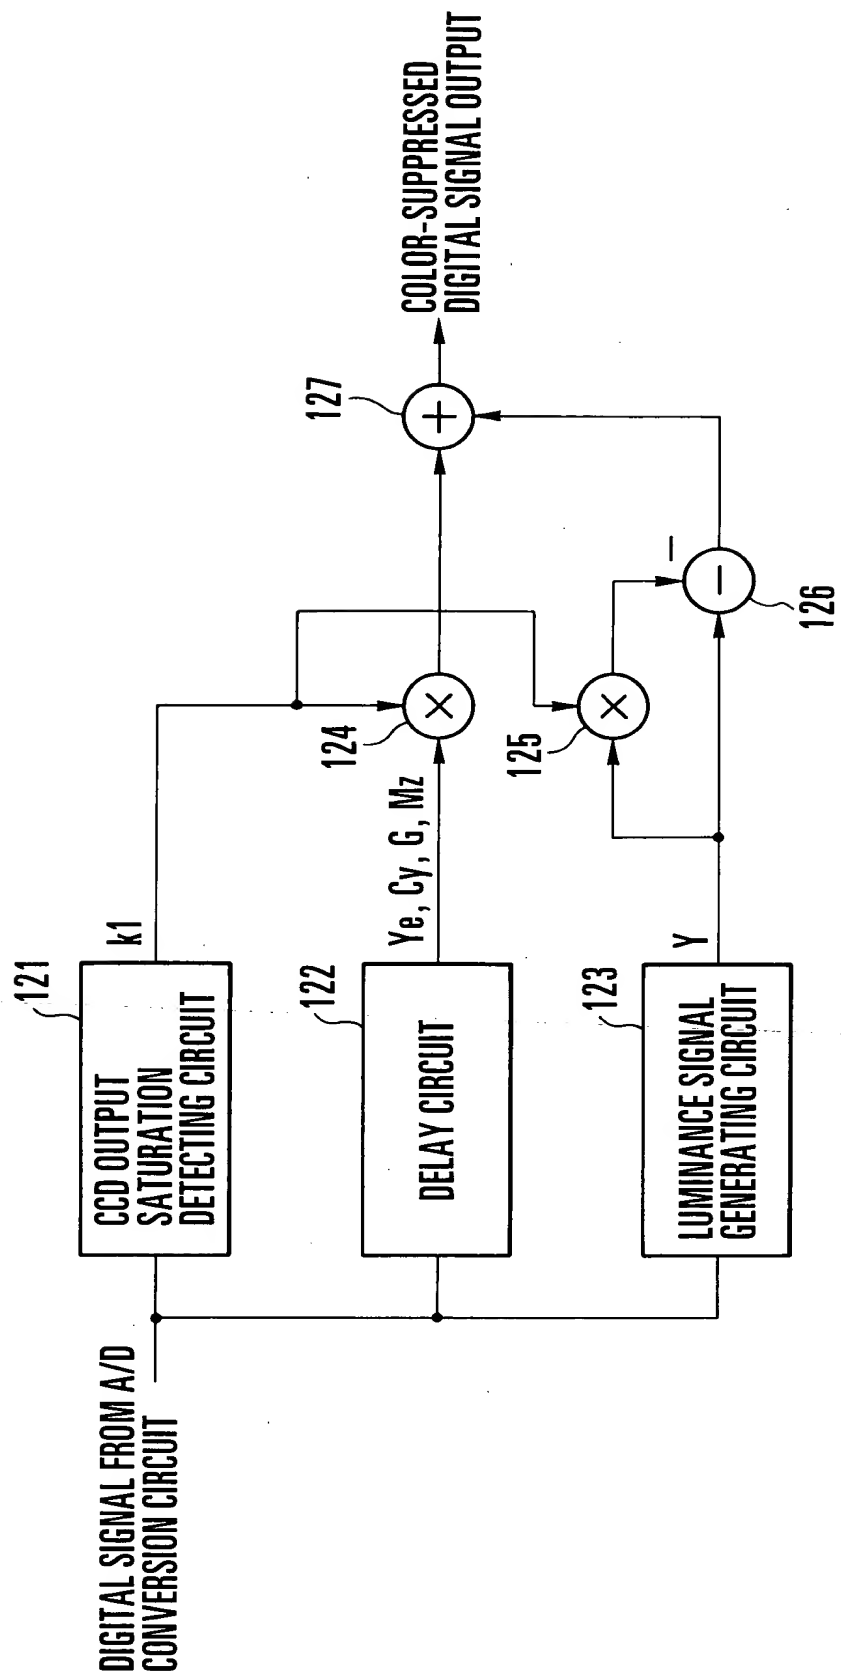 DIGITAL SIGNAL FROM A/D
CONVERSION CIRCUIT
121
CCD OUTPUT
SATURATION
DETECTING CIRCUIT
k1
122
DELAY CIRCUIT
Ye, Cy, G, Mz
123
LUMINANCE SIGNAL
GENERATING CIRCUIT
Y
124
×
125
×
126
−
−
127
+
COLOR-SUPPRESSED
DIGITAL SIGNAL OUTPUT